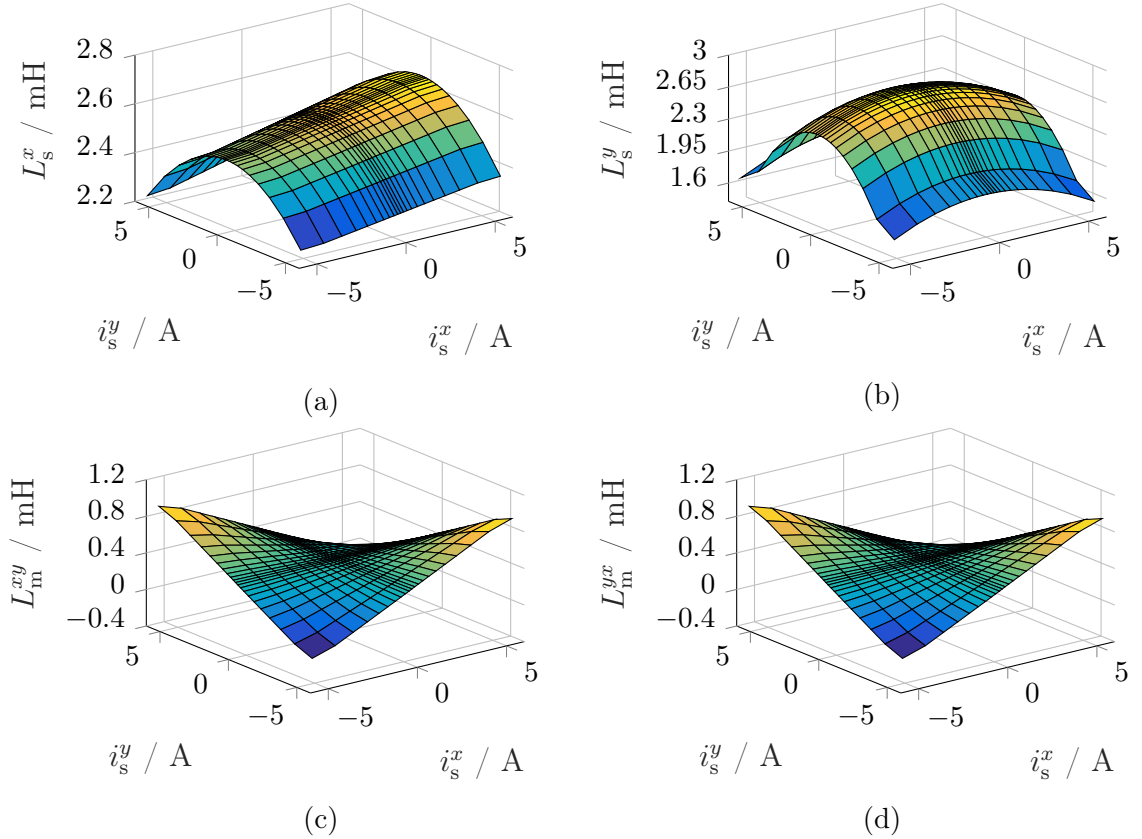 2.8
2.6
2.4
2.2
L_s^x / mH
5
0
−5
−5
0
5
i_s^y / A
i_s^x / A
(a)
3
2.65
2.3
1.95
1.6
L_s^y / mH
5
0
−5
−5
0
5
i_s^y / A
i_s^x / A
(b)
1.2
0.8
0.4
0
−0.4
L_m^{xy} / mH
5
0
−5
−5
0
5
i_s^y / A
i_s^x / A
(c)
1.2
0.8
0.4
0
−0.4
L_m^{yx} / mH
5
0
−5
−5
0
5
i_s^y / A
i_s^x / A
(d)